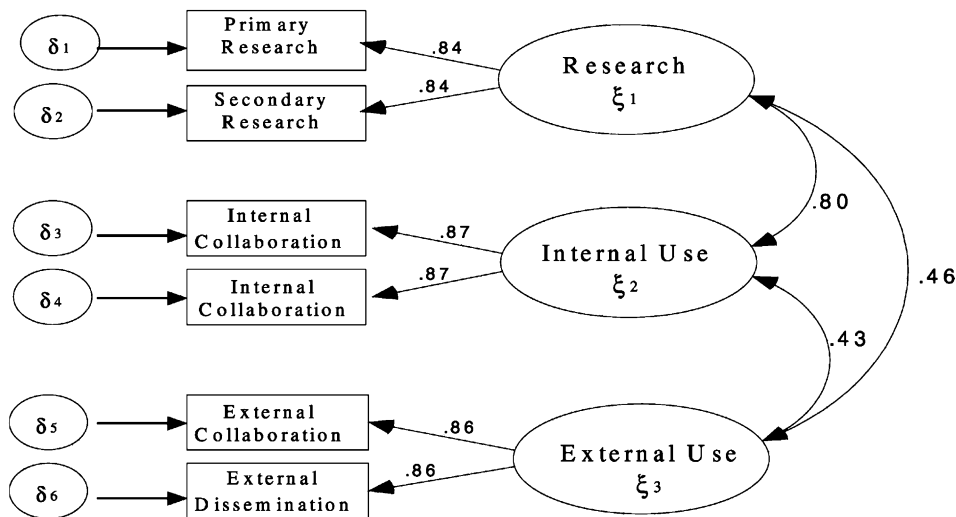 δ1
Primary
Research
.84
Research
ξ1
δ2
Secondary
Research
.84
.80
.46
δ3
Internal
Collaboration
.87
Internal Use
ξ2
δ4
Internal
Collaboration
.87
.43
δ5
External
Collaboration
.86
External Use
ξ3
δ6
External
Dissemination
.86